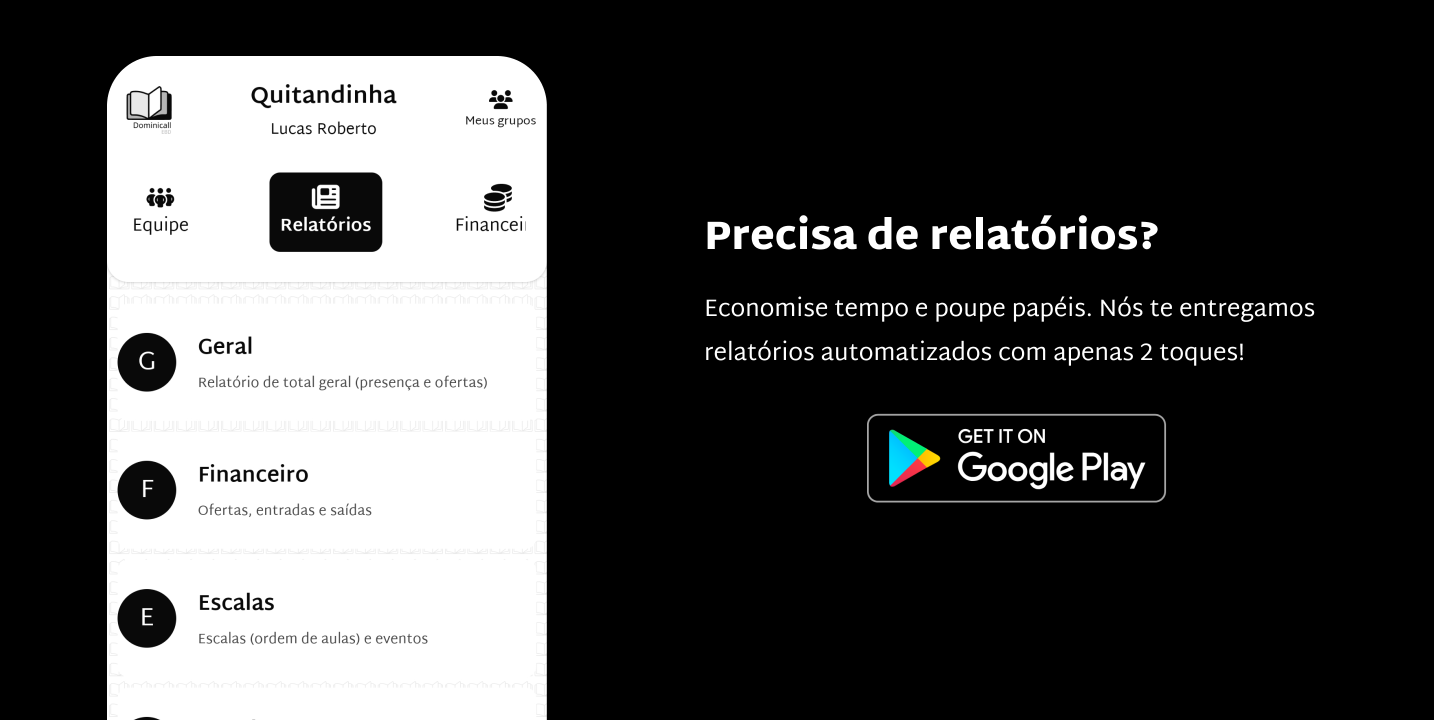 Quitandinha
Lucas Roberto
Dominicall
Meus grupos
Equipe
Relatórios
Financei
G
Geral
Relatório de total geral (presença e ofertas)
F
Financeiro
Ofertas, entradas e saídas
E
Escalas
Escalas (ordem de aulas) e eventos
Precisa de relatórios?
Economise tempo e poupe papéis. Nós te entregamos
relatórios automatizados com apenas 2 toques!
GET IT ON
Google Play